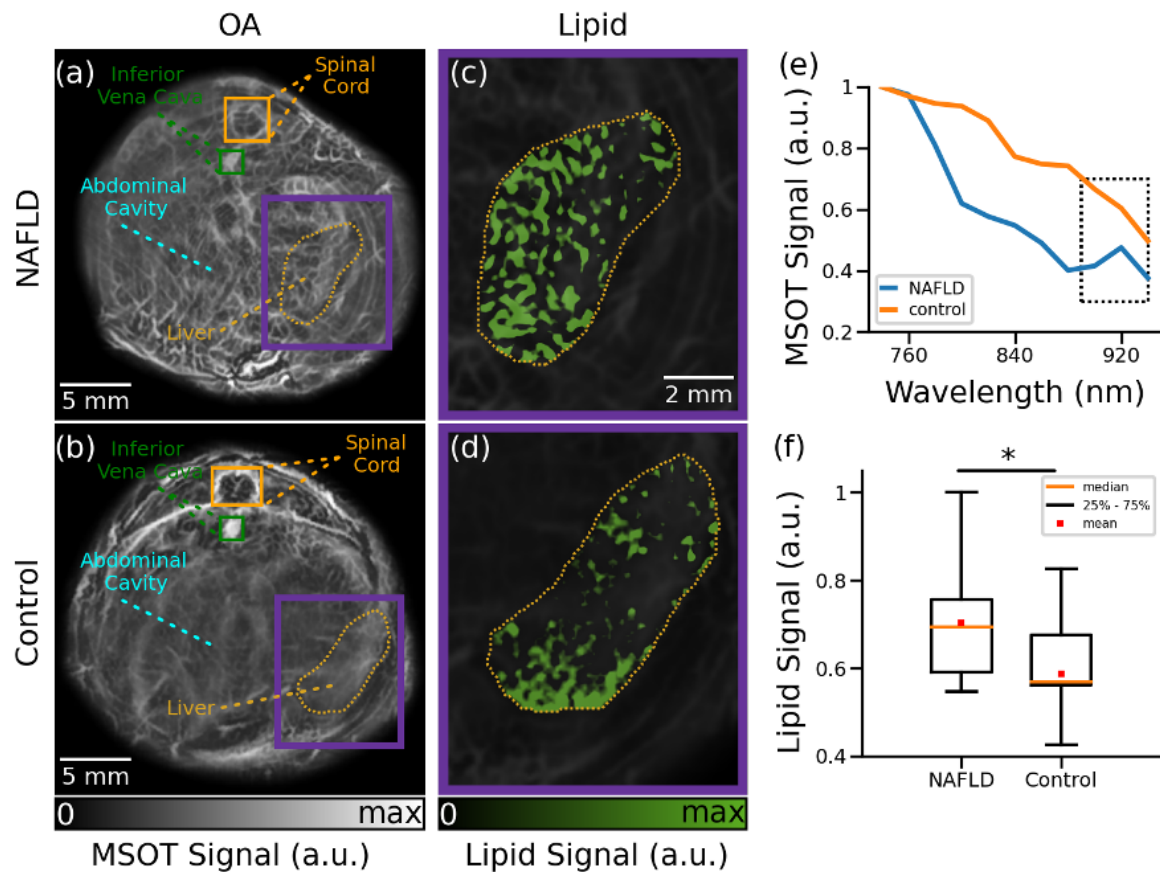 OA
Lipid
NAFLD
Control
(a)
Inferior
Vena Cava
Spinal
Cord
Abdominal
Cavity
Liver
5 mm
(b)
Inferior
Vena Cava
Spinal
Cord
Abdominal
Cavity
Liver
5 mm
0
max
MSOT Signal (a.u.)
(c)
2 mm
(d)
0
max
Lipid Signal (a.u.)
(e)
MSOT Signal (a.u.)
1
0.8
0.6
0.4
0.2
NAFLD
control
760
840
920
Wavelength (nm)
(f)
*
median
25% - 75%
mean
Lipid Signal (a.u.)
1
0.8
0.6
0.4
NAFLD
Control